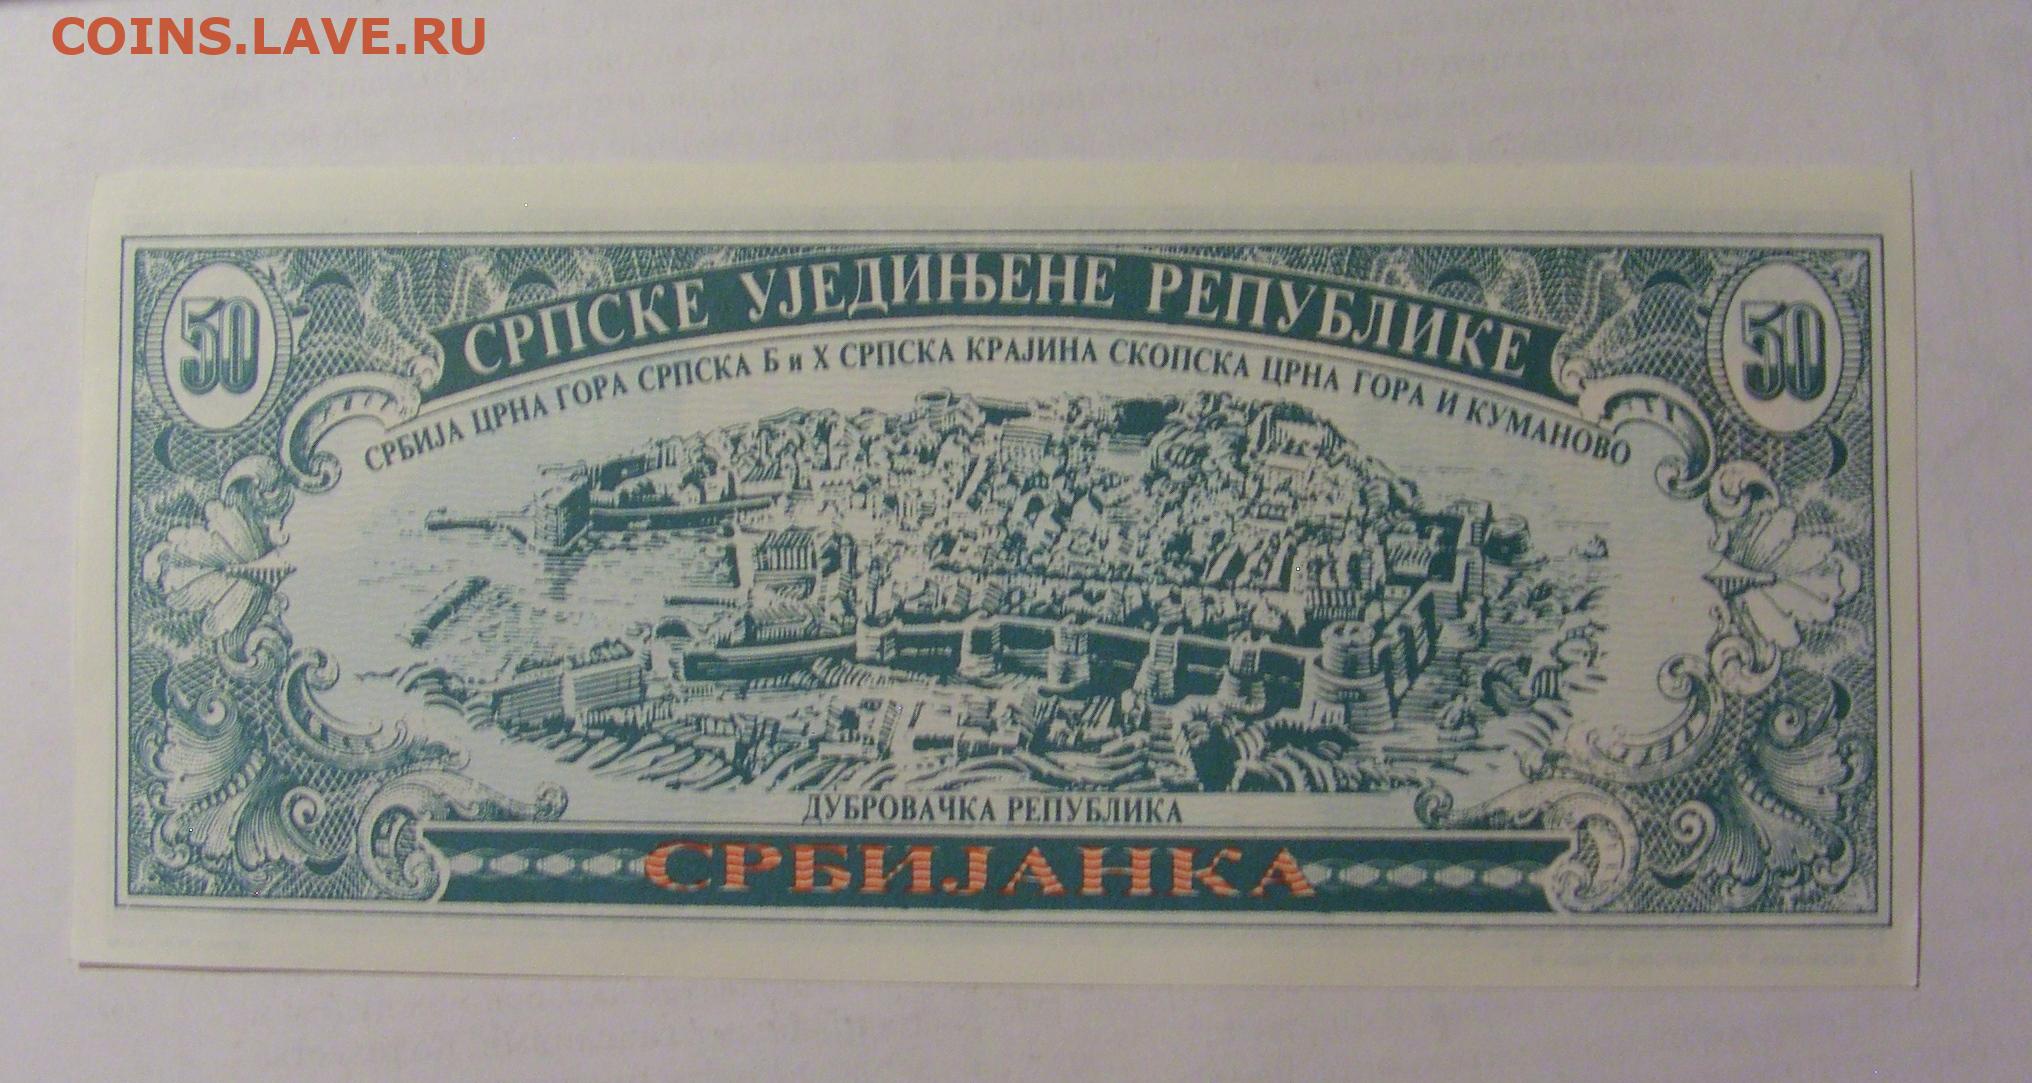 COINS.LAVE.RU
50
СРПСКЕ УЈЕДИЊЕНЕ РЕПУБЛИКЕ
50
СРБИЈА ЦРНА ГОРА СРПСКА Б и Х СРПСКА КРАЈИНА СКОПСКА ЦРНА ГОРА И КУМАНОВО
ДУБРОВАЧКА РЕПУБЛИКА
СРБИЈАНКА